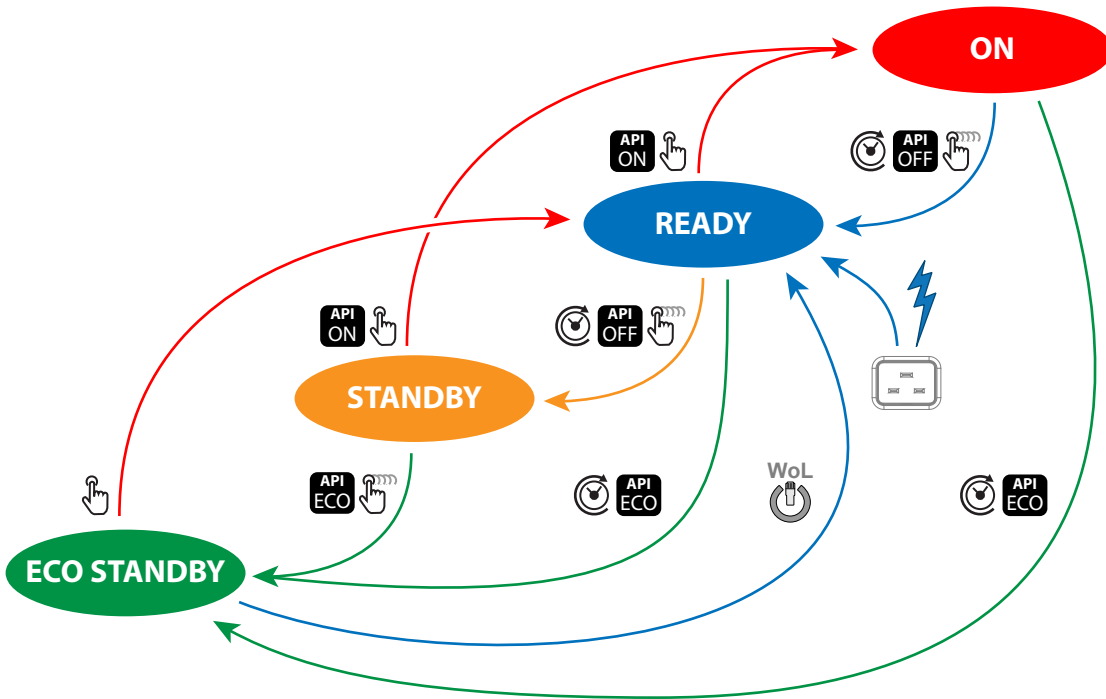 ON
API
ON
API
OFF
READY
API
ON
API
OFF
STANDBY
API
ECO
API
ECO
WoL
API
ECO
ECO STANDBY